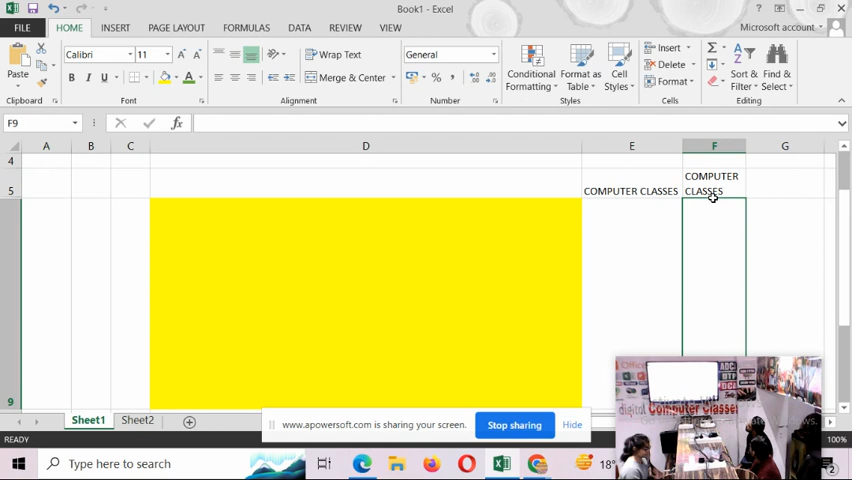 Book1 - Excel
FILE HOME INSERT PAGE LAYOUT FORMULAS DATA REVIEW VIEW Microsoft account
Paste
Calibri 11
B I U
Wrap Text
Merge & Center
General
Conditional Formatting
Format as Table
Cell Styles
Insert
Delete
Format
Sort & Filter
Find & Select
Clipboard Font Alignment Number Styles Cells Editing
F9
A B C D E F G
4
COMPUTER
5 COMPUTER CLASSES CLASSES
9
Sheet1 Sheet2
digital Computer Classes
www.apowersoft.com is sharing your screen. Stop sharing Hide
READY 100%
Type here to search 18° 2